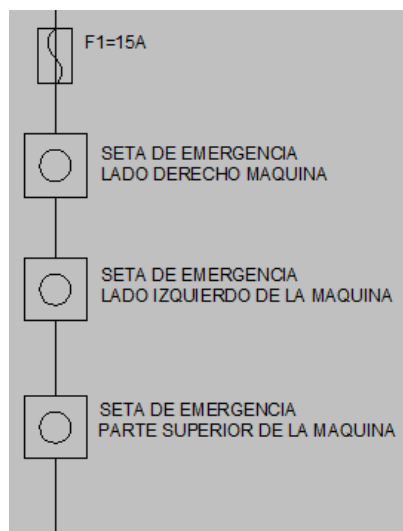 F1=15A
SETA DE EMERGENCIA
LADO DERECHO MAQUINA
SETA DE EMERGENCIA
LADO IZQUIERDO DE LA MAQUINA
SETA DE EMERGENCIA
PARTE SUPERIOR DE LA MAQUINA